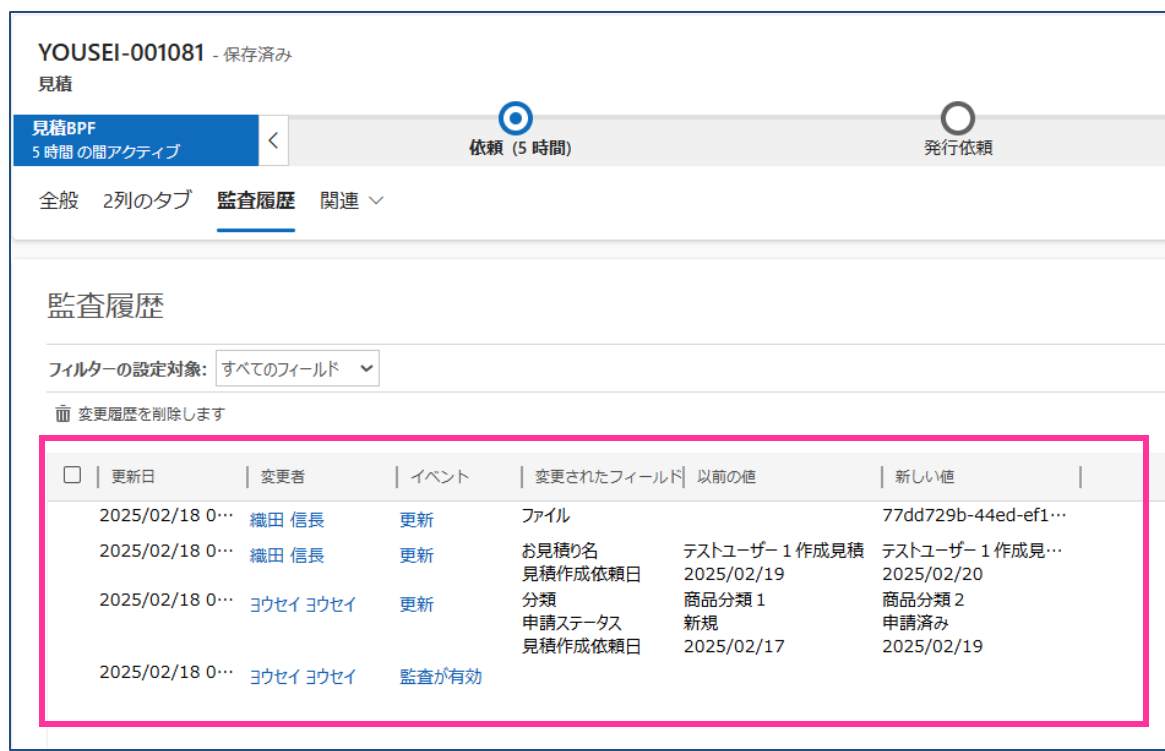 YOUSEI-001081 - 保存済み
見積
見積BPF
5 時間 の間アクティブ
依頼 (5 時間)
発行依頼
全般 2列のタブ 監査履歴 関連
監査履歴
フィルターの設定対象: すべてのフィールド
変更履歴を削除します
更新日 変更者 イベント 変更されたフィールド 以前の値 新しい値
2025/02/18 0… 織田 信長 更新 ファイル 77dd729b-44ed-ef1…
2025/02/18 0… 織田 信長 更新 お見積り名 テストユーザー１作成見積 テストユーザー１作成見…
見積作成依頼日 2025/02/19 2025/02/20
2025/02/18 0… ヨウセイ ヨウセイ 更新 分類 商品分類１ 商品分類２
申請ステータス 新規 申請済み
見積作成依頼日 2025/02/17 2025/02/19
2025/02/18 0… ヨウセイ ヨウセイ 監査が有効